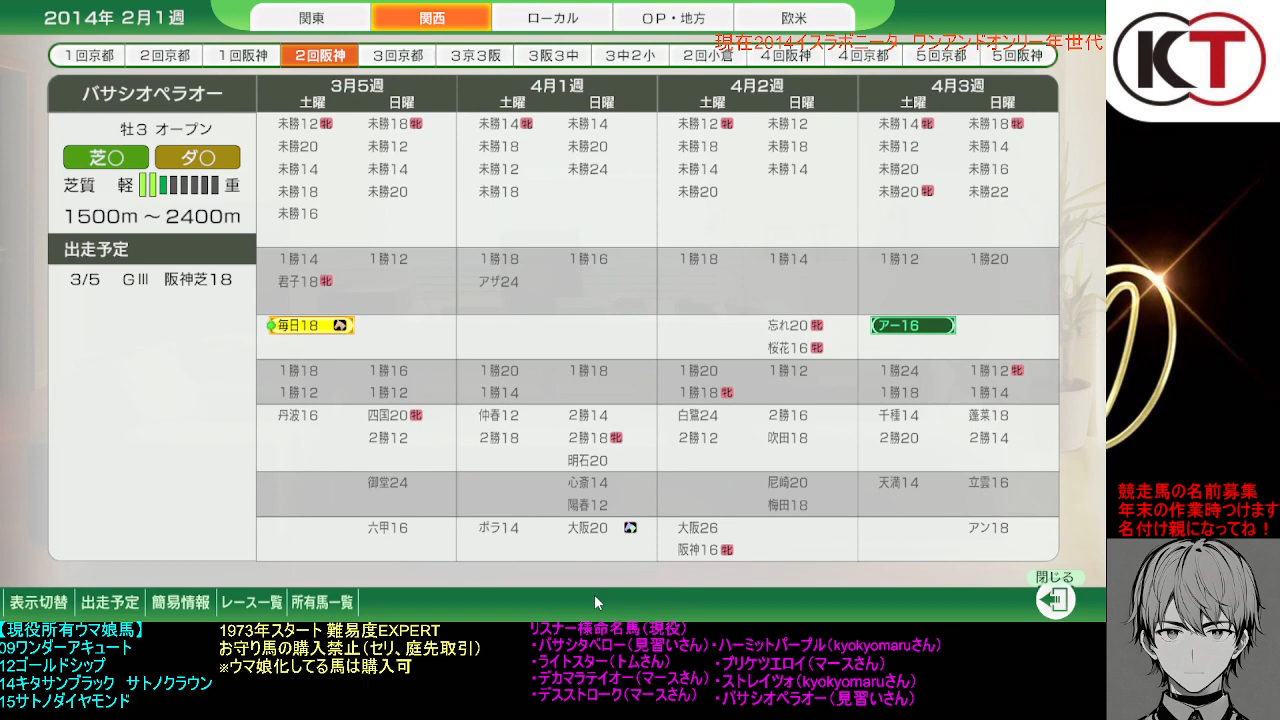 2014年 2月1週
関東 関西 ローカル OP・地方 欧米
現在2014イスラボニータ ワンアンドオンリー年世代
1回京都 2回京都 1回阪神 2回阪神 3回京都 3京3阪 3阪3中 3中2小 2回小倉 4回阪神 4回京都 5回京都 5回阪神
KT
バサシオペラオー
牡3 オープン
芝○ ダ○
芝質 軽 重
1500m～2400m
出走予定
3/5 GⅢ 阪神芝18
3月5週 4月1週 4月2週 4月3週
土曜 日曜 土曜 日曜 土曜 日曜 土曜 日曜
未勝12牝 未勝18牝 未勝14牝 未勝14 未勝12牝 未勝12 未勝14牝 未勝18牝
未勝20 未勝12 未勝18 未勝20 未勝18 未勝18 未勝12 未勝14
未勝14 未勝14 未勝12 未勝24 未勝14 未勝14 未勝20 未勝16
未勝18 未勝20 未勝18 未勝20 未勝20牝 未勝22
未勝16
1勝14 1勝12 1勝18 1勝16 1勝18 1勝14 1勝12 1勝20
君子18牝 アザ24
毎日18 忘れ20牝 アー16
桜花16牝
1勝18 1勝16 1勝20 1勝18 1勝20 1勝12 1勝24 1勝12牝
1勝12 1勝12 1勝14 1勝18牝 1勝18 1勝14
丹波16 四国20牝 仲春12 2勝14 白鷺24 2勝16 千種14 蓬莱18
2勝12 2勝18 2勝18牝 2勝12 吹田18 2勝20 2勝14
明石20
御堂24 心斎14 尼崎20 天満14 立雲16
陽春12 梅田18
六甲16 ポラ14 大阪20 大阪26 アン18
阪神16牝
閉じる
表示切替 出走予定 簡易情報 レース一覧 所有馬一覧
競走馬の名前募集
年末の作業時つけます
名付け親になってね！
【現役所有ウマ娘馬】
09ワンダーアキュート
12ゴールドシップ
14キタサンブラック サトノクラウン
15サトノダイヤモンド
1973年スタート 難易度EXPERT
お守り馬の購入禁止（セリ、庭先取引）
※ウマ娘化してる馬は購入可
リスナー様命名馬（現役）
・バサシタベロー（見習いさん）・ハーミットパープル（kyokyomaruさん）
・ライトスター（トムさん） ・プリケツエロイ（マースさん）
・デカマラテイオー（マースさん） ・ストレイツォ（kyokyomaruさん）
・デスストローク（マースさん） ・バサシオペラオー（見習いさん）